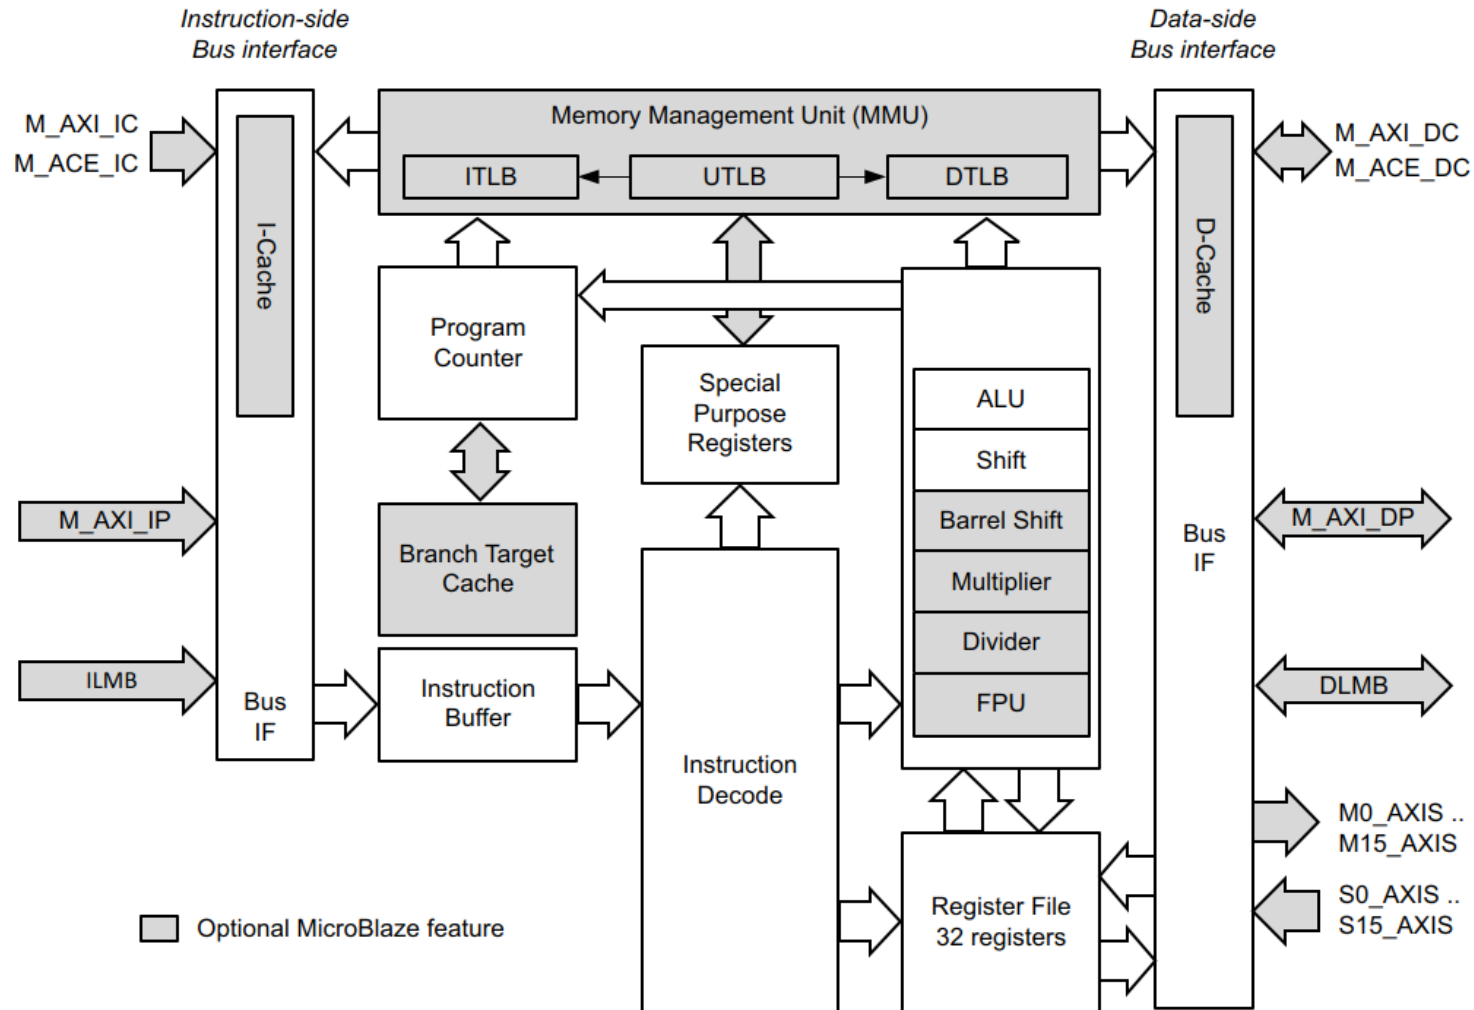 Instruction-side
Bus interface
Data-side
Bus interface
M_AXI_IC
M_ACE_IC
I-Cache
Memory Management Unit (MMU)
ITLB
UTLB
DTLB
D-Cache
M_AXI_DC
M_ACE_DC
Program
Counter
Special
Purpose
Registers
ALU
Shift
Barrel Shift
Multiplier
Divider
FPU
M_AXI_IP
Branch Target
Cache
Bus
IF
M_AXI_DP
ILMB
Bus
IF
Instruction
Buffer
DLMB
Instruction
Decode
M0_AXIS ..
M15_AXIS
Register File
32 registers
S0_AXIS ..
S15_AXIS
Optional MicroBlaze feature